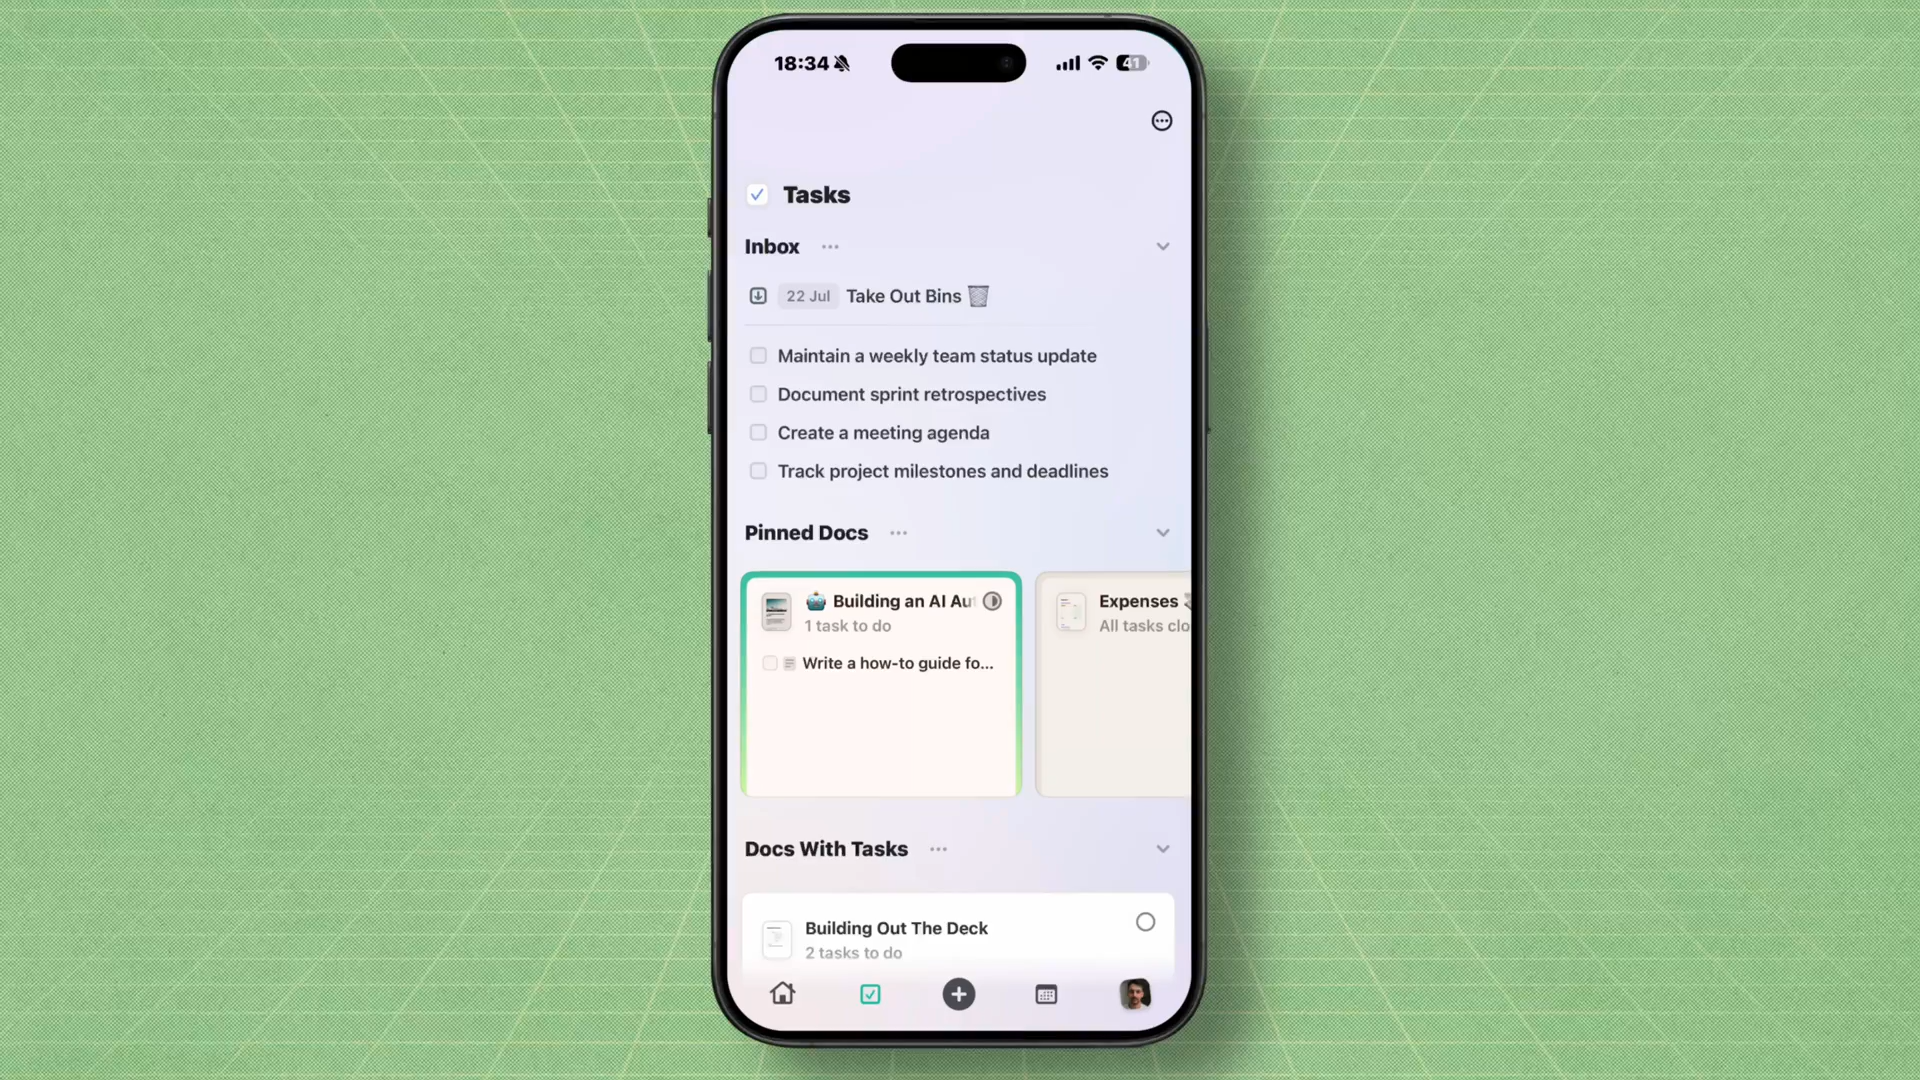 18:34
41
Tasks
Inbox
22 Jul Take Out Bins
Maintain a weekly team status update
Document sprint retrospectives
Create a meeting agenda
Track project milestones and deadlines
Pinned Docs
Building an AI Au
1 task to do
Write a how-to guide fo...
Expenses
All tasks clo
Docs With Tasks
Building Out The Deck
2 tasks to do